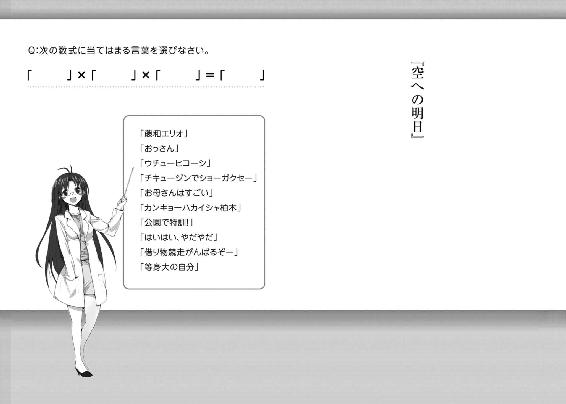 『空への明日』
Q：次の数式に当てはまる言葉を選びなさい。
「　　　」×「　　　」×「　　　」＝「　　　」
「藤和エリオ」
「おっさん」
「ウチューヒコーシ」
「チキュージンでショーガクセー」
「お母さんはすごい」
「カンキョーハカイシャ柏木」
「公園で特訓！」
「はいはい、やだやだ」
「借り物競走がんばるぞー」
「等身大の自分」